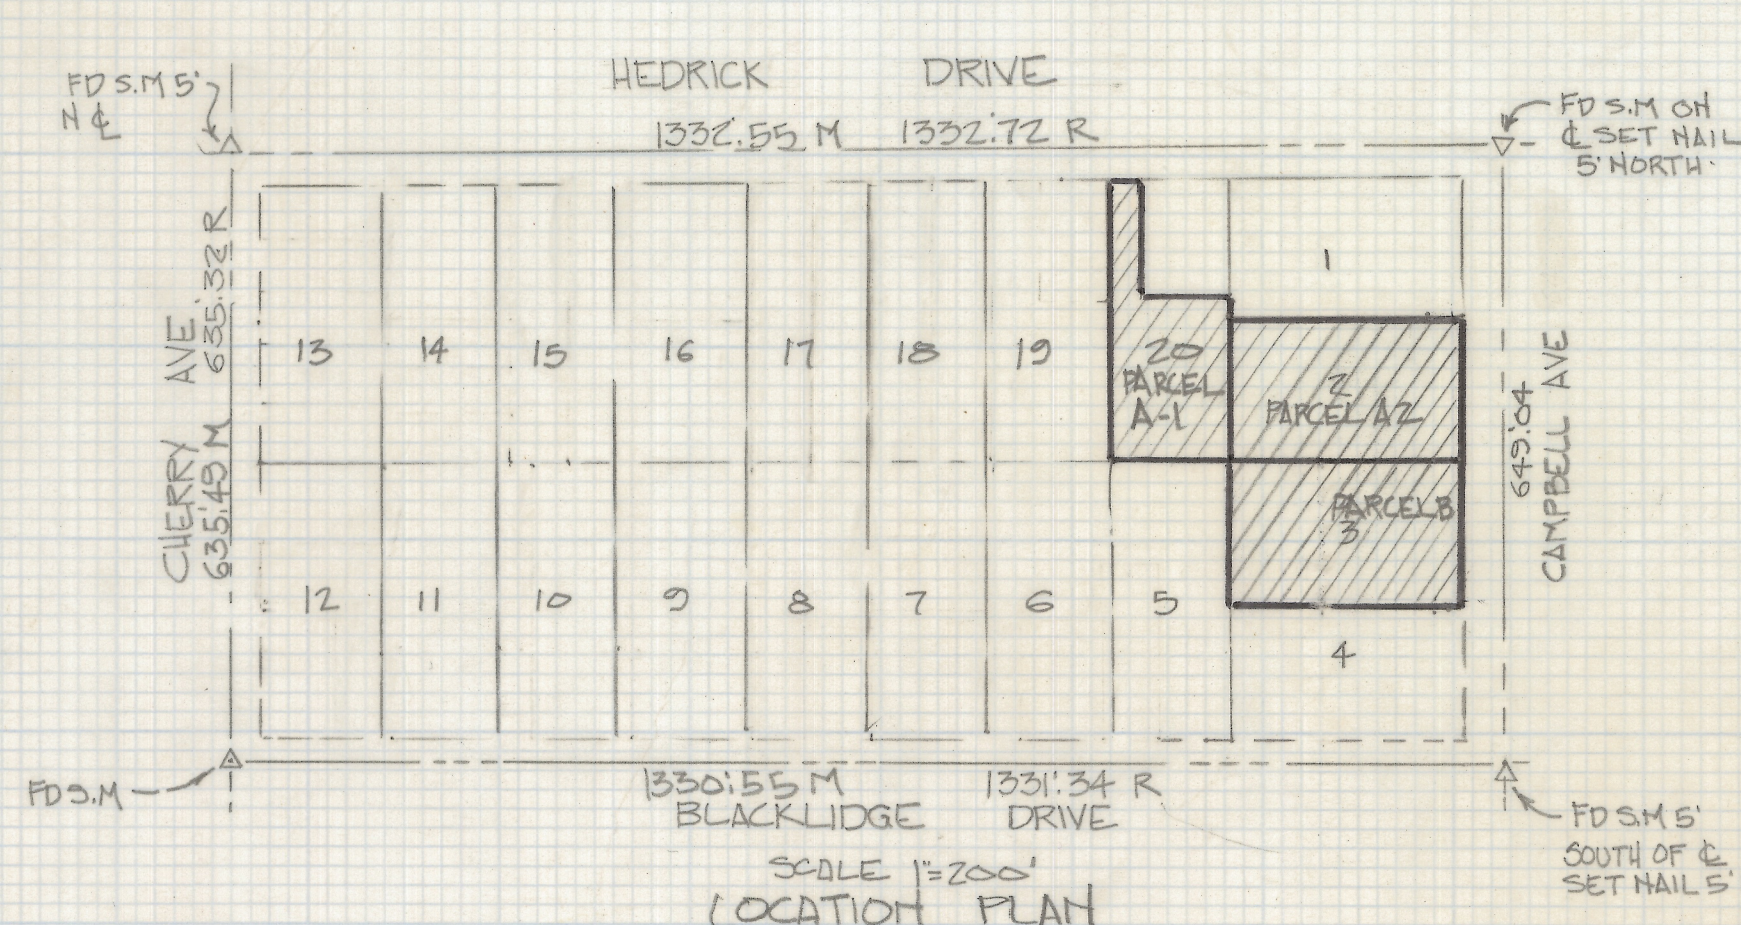 HEDRICK DRIVE
1332.'55 M 1332.'72 R
FD S.M 5'
N ℄
FD S.M ON
℄ SET NAIL
5' NORTH.
CHERRY AVE
635.'49 M 635.'32 R
1
13 14 15 16 17 18 19 20
PARCEL
A-1
2
PARCEL A2
PARCEL B
3
12 11 10 9 8 7 6 5
4
649.'04
CAMPBELL AVE
FD S.M
1330.'55 M 1331.'34 R
BLACKLIDGE DRIVE
FD S.M 5'
SOUTH OF ℄
SET NAIL 5'
SCALE 1"=200'
LOCATION PLAN